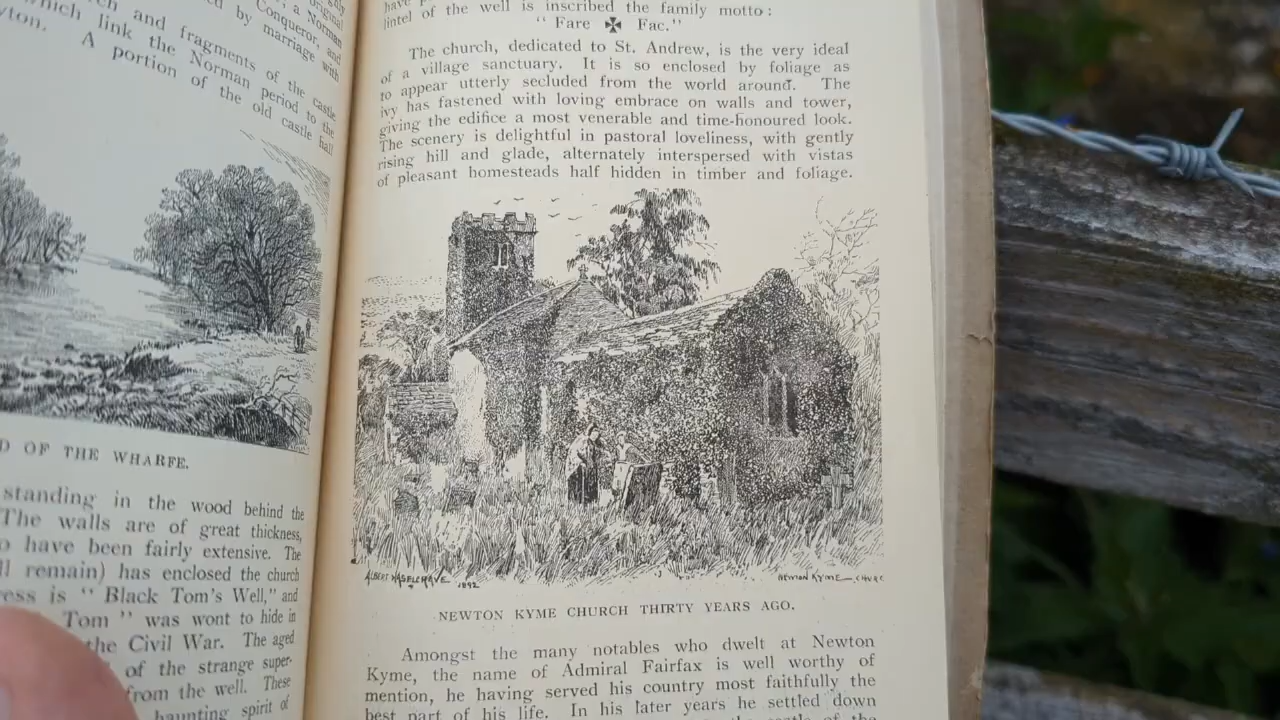 Original
, a Norman
Conqueror, and
ed by marriage with
ch and fragments of the castle
which link the Norman period to the
yton. A portion of the old castle hall
D OF THE WHARFE.
standing in the wood behind the
The walls are of great thickness,
o have been fairly extensive. The
ll remain) has enclosed the church
ress is "Black Tom's Well," and
Tom" was wont to hide in
the Civil War. The aged
of the strange super-
from the well. These
haunting spirit of
have
lintel of the well is inscribed the family motto:
"Fare ✠ Fac."
The church, dedicated to St. Andrew, is the very ideal
of a village sanctuary. It is so enclosed by foliage as
to appear utterly secluded from the world around. The
ivy has fastened with loving embrace on walls and tower,
giving the edifice a most venerable and time-honoured look.
The scenery is delightful in pastoral loveliness, with gently
rising hill and glade, alternately interspersed with vistas
of pleasant homesteads half hidden in timber and foliage.
ALBERT HASELGRAVE 1892
NEWTON KYME CHURC
NEWTON KYME CHURCH THIRTY YEARS AGO.
Amongst the many notables who dwelt at Newton
Kyme, the name of Admiral Fairfax is well worthy of
mention, he having served his country most faithfully the
best part of his life. In his later years he settled down
of the